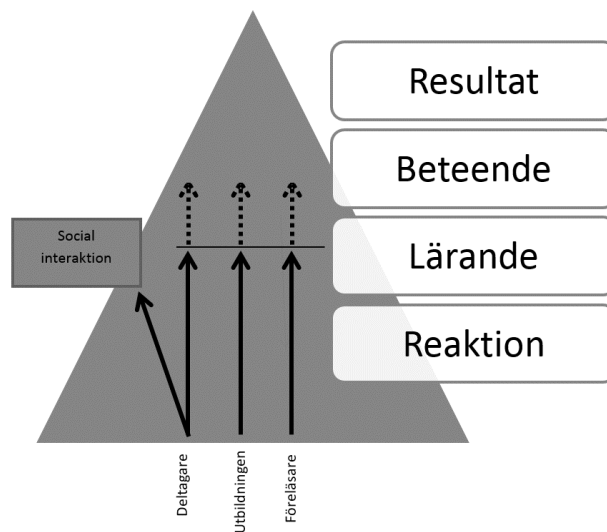 Resultat
Beteende
Social
interaktion
Lärande
Reaktion
Deltagare
Utbildningen
Föreläsare